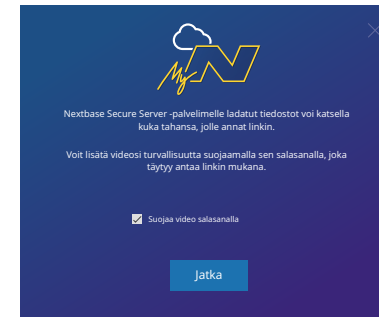 My N
Nextbase Secure Server -palvelimelle ladatut tiedostot voi katsella
kuka tahansa, jolle annat linkin.
Voit lisätä videosi turvallisuutta suojaamalla sen salasanalla, joka
täytyy antaa linkin mukana.
Suojaa video salasanalla
Jatka